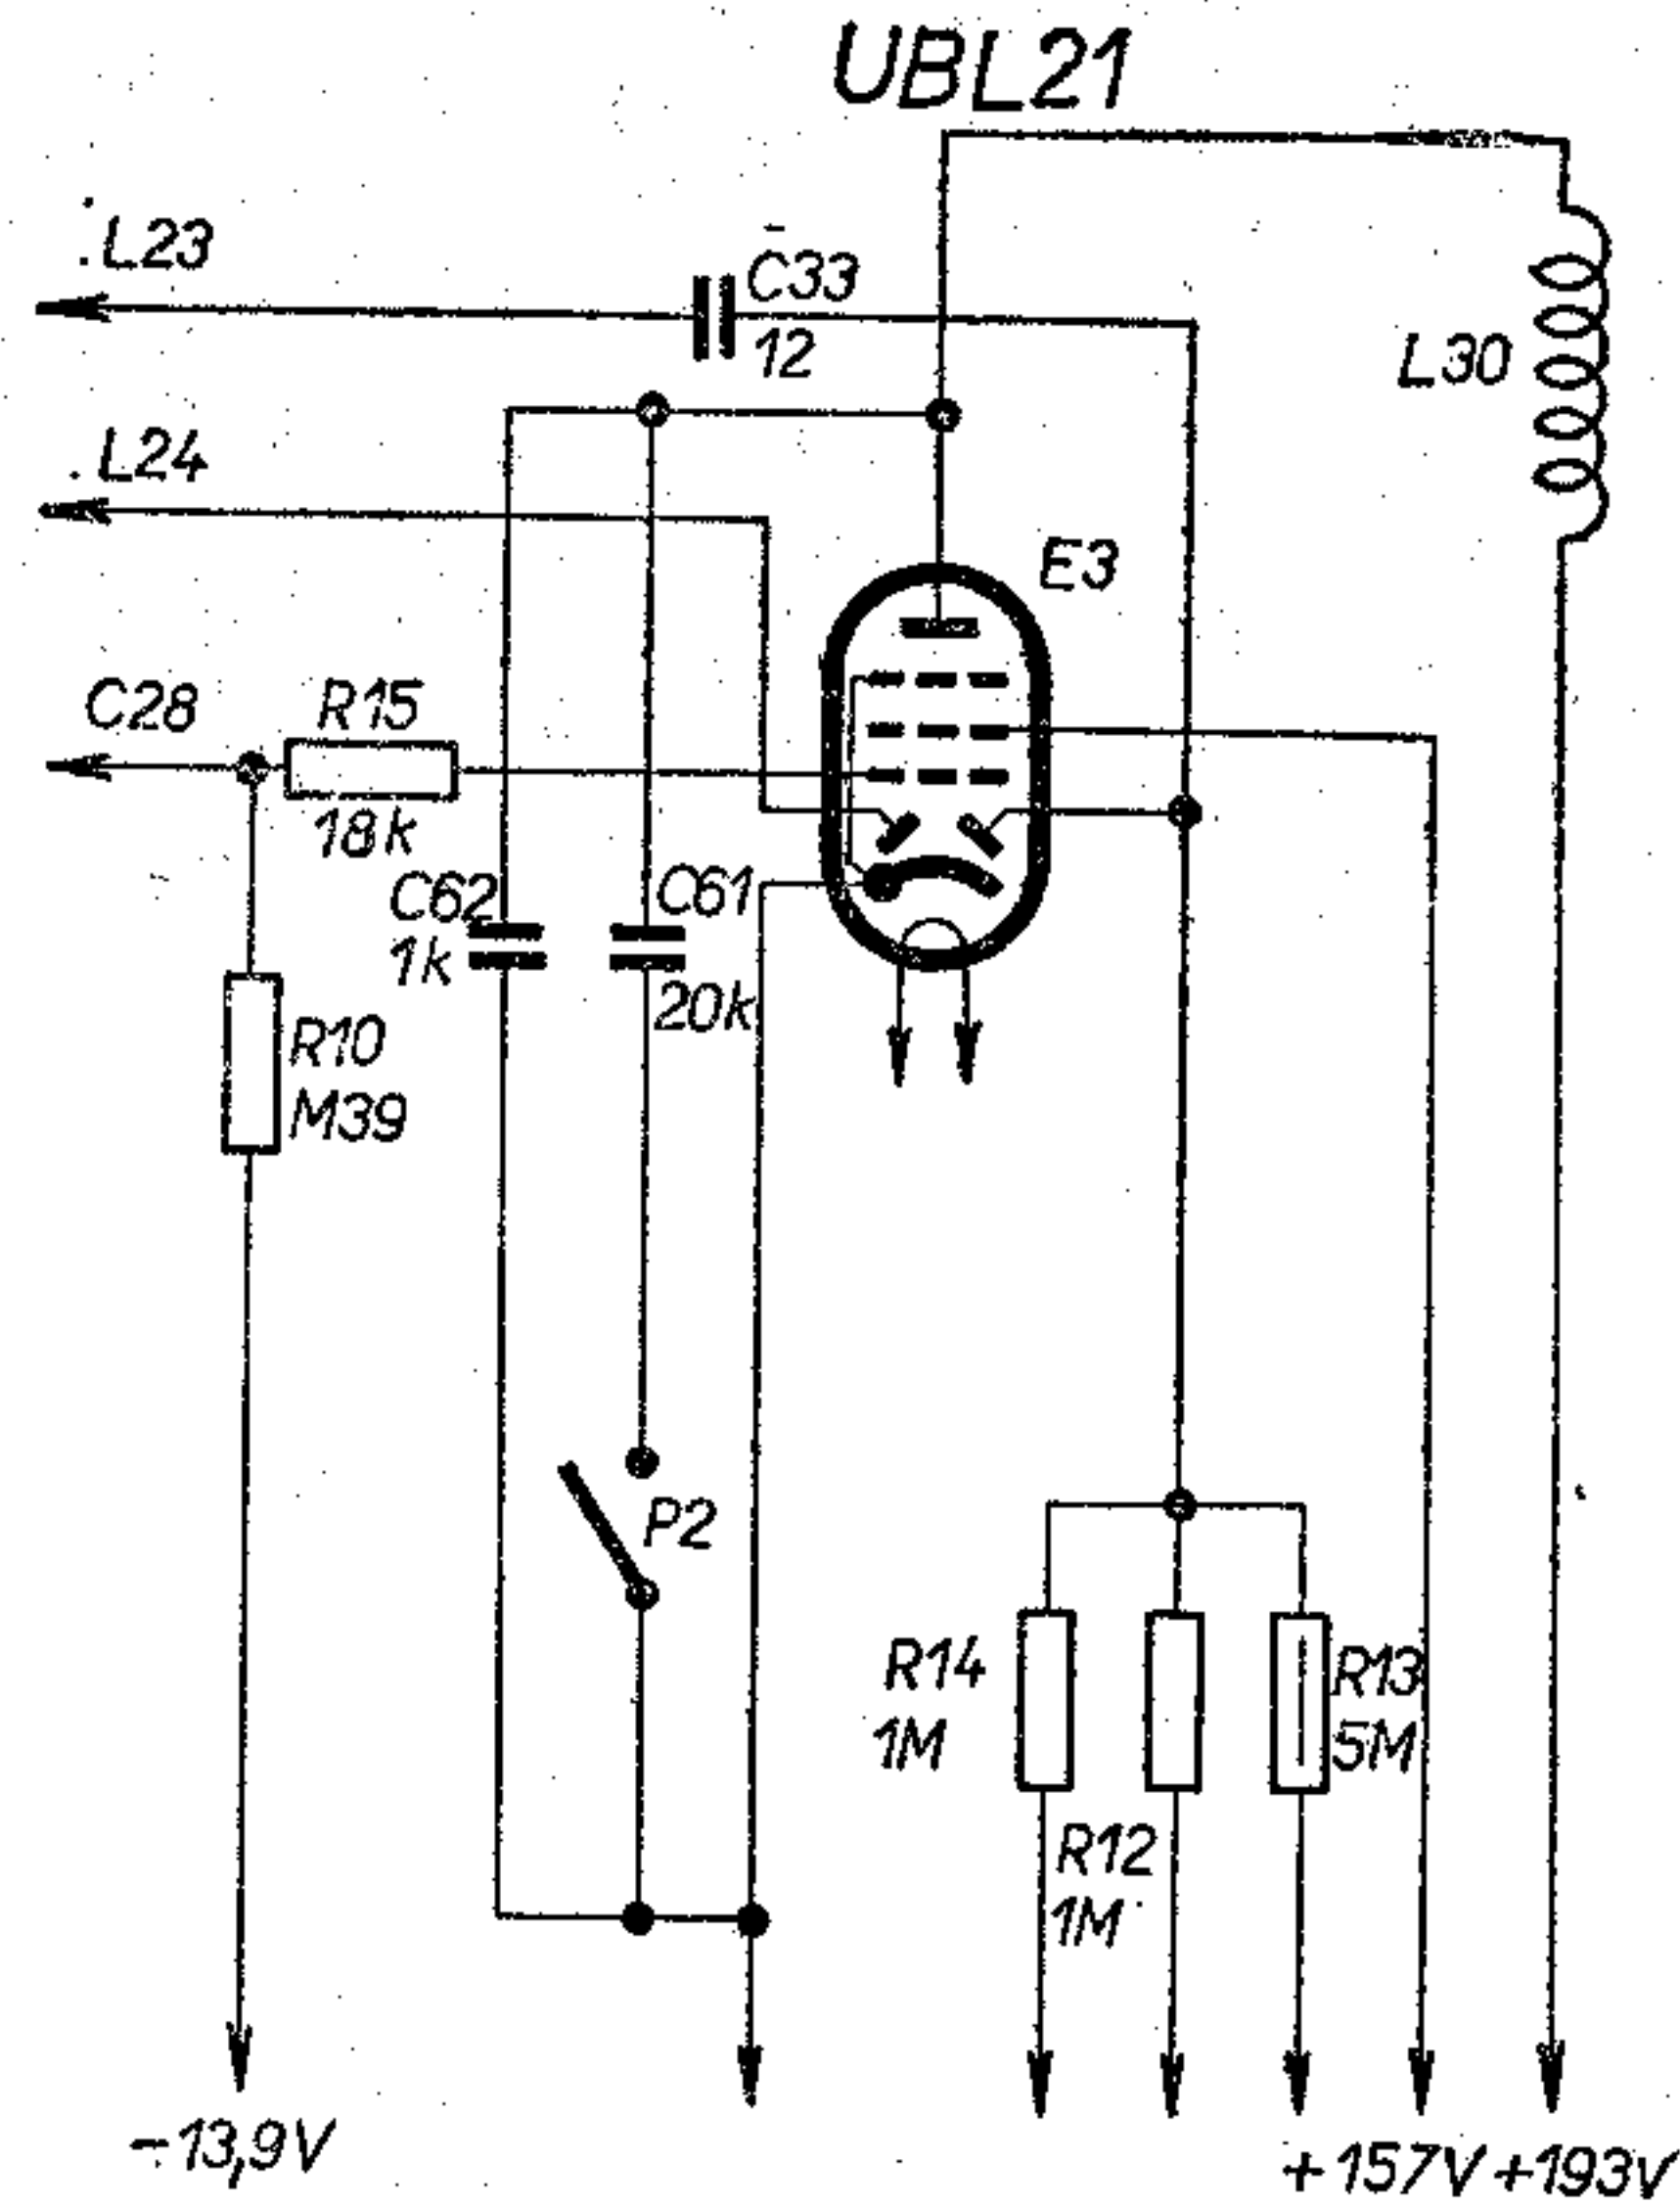 UBL21
L23
C33
12
L30
L24
E3
C28
R15
18k
C62
1k
C61
20k
R10
M39
P2
R14
1M
R13
5M
R12
1M
-13,9V
+157V +193V